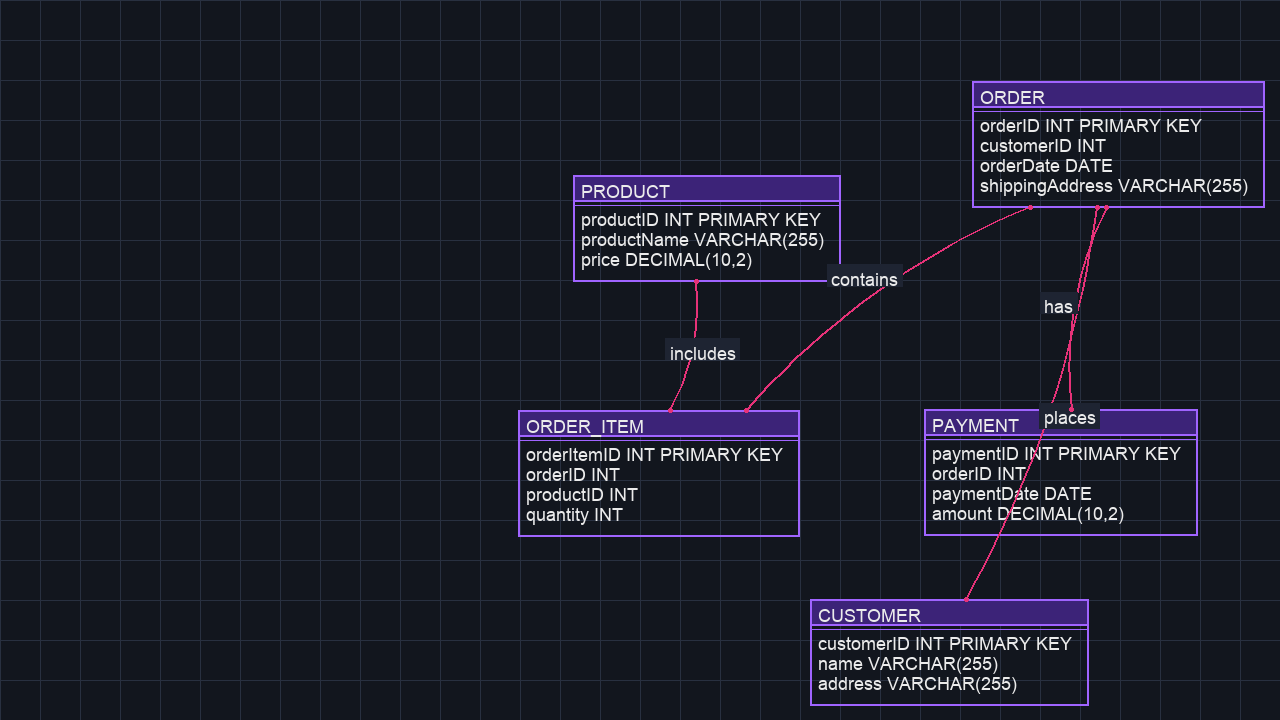 ORDER
orderID INT PRIMARY KEY
customerID INT
orderDate DATE
shippingAddress VARCHAR(255)
PRODUCT
productID INT PRIMARY KEY
productName VARCHAR(255)
price DECIMAL(10,2)
contains
has
includes
places
ORDER_ITEM
orderItemID INT PRIMARY KEY
orderID INT
productID INT
quantity INT
PAYMENT
paymentID INT PRIMARY KEY
orderID INT
paymentDate DATE
amount DECIMAL(10,2)
CUSTOMER
customerID INT PRIMARY KEY
name VARCHAR(255)
address VARCHAR(255)